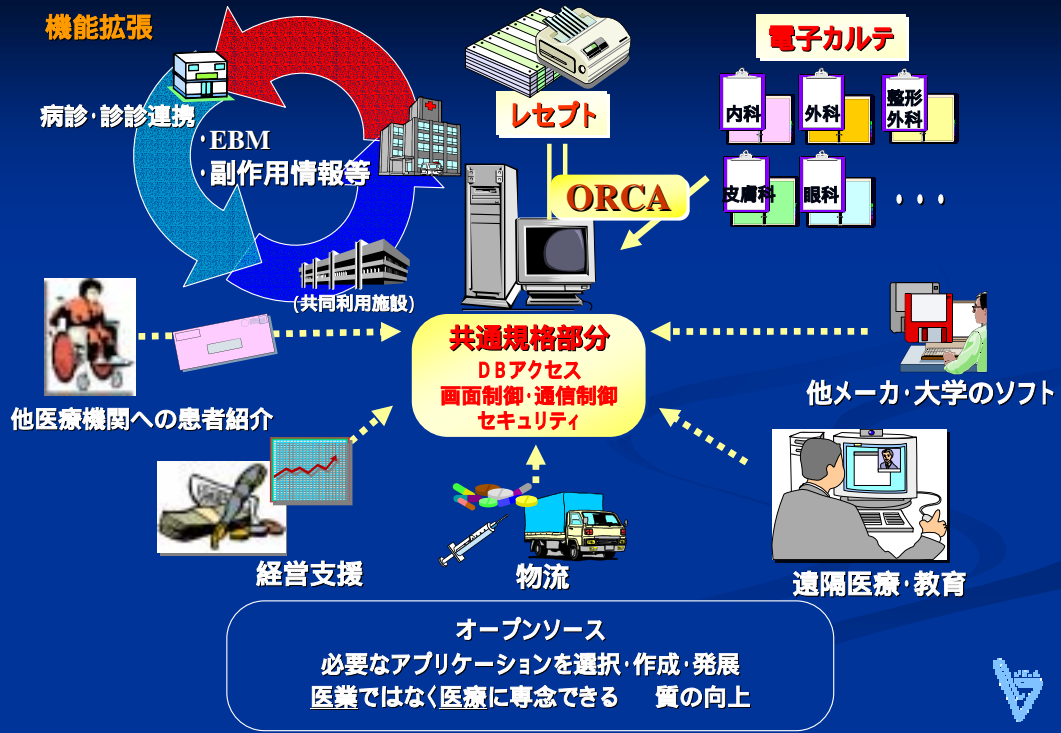 機能拡張
病診・診診連携
・EBM
・副作用情報等
(共同利用施設)
レセプト
ORCA
電子カルテ
内科
外科
整形
外科
皮膚科
眼科
・・・
共通規格部分
DBアクセス
画面制御・通信制御
セキュリティ
他医療機関への患者紹介
他メーカ・大学のソフト
経営支援
物流
遠隔医療・教育
オープンソース
必要なアプリケーションを選択・作成・発展
医業ではなく医療に専念できる　質の向上